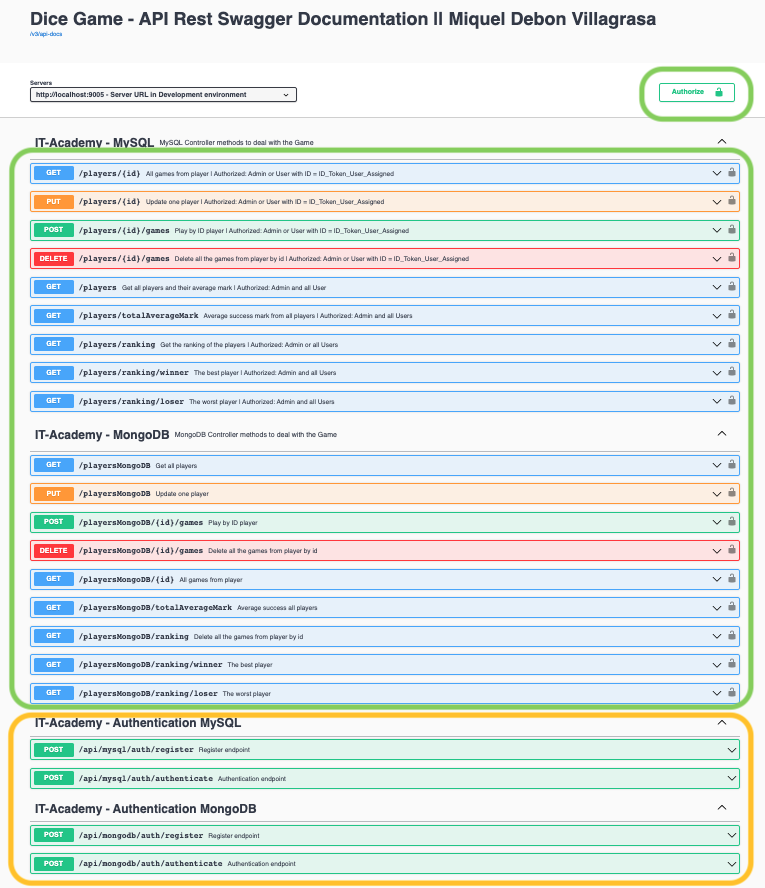 Dice Game - API Rest Swagger Documentation || Miquel Debon Villagrasa
/v3/api-docs
Servers
http://localhost:9005 - Server URL in Development environment
Authorize
IT-Academy - MySQL MySQL Controller methods to deal with the Game
GET /players/{id} All games from player | Authorized: Admin or User with ID = ID_Token_User_Assigned
PUT /players/{id} Update one player | Authorized: Admin or User with ID = ID_Token_User_Assigned
POST /players/{id}/games Play by ID player | Authorized: Admin or User with ID = ID_Token_User_Assigned
DELETE /players/{id}/games Delete all the games from player by id | Authorized: Admin or User with ID = ID_Token_User_Assigned
GET /players Get all players and their average mark | Authorized: Admin and all User
GET /players/totalAverageMark Average success mark from all players | Authorized: Admin and all Users
GET /players/ranking Get the ranking of the players | Authorized: Admin or all Users
GET /players/ranking/winner The best player | Authorized: Admin and all Users
GET /players/ranking/loser The worst player | Authorized: Admin and all Users
IT-Academy - MongoDB MongoDB Controller methods to deal with the Game
GET /playersMongoDB Get all players
PUT /playersMongoDB Update one player
POST /playersMongoDB/{id}/games Play by ID player
DELETE /playersMongoDB/{id}/games Delete all the games from player by id
GET /playersMongoDB/{id} All games from player
GET /playersMongoDB/totalAverageMark Average success all players
GET /playersMongoDB/ranking Delete all the games from player by id
GET /playersMongoDB/ranking/winner The best player
GET /playersMongoDB/ranking/loser The worst player
IT-Academy - Authentication MySQL
POST /api/mysql/auth/register Register endpoint
POST /api/mysql/auth/authenticate Authentication endpoint
IT-Academy - Authentication MongoDB
POST /api/mongodb/auth/register Register endpoint
POST /api/mongodb/auth/authenticate Authentication endpoint